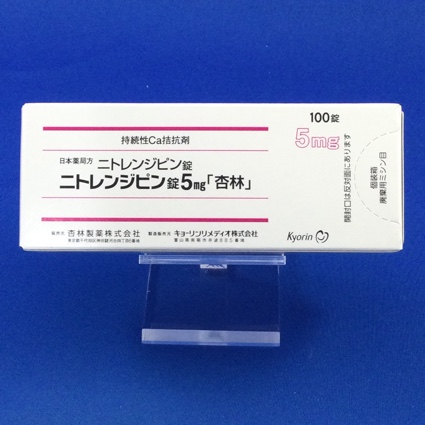 100錠
5mg
持続性Ca拮抗剤
日本薬局方 ニトレンジピン錠
ニトレンジピン錠5mg「杏林」
販売元 杏林製薬株式会社
製造販売元 キョーリンリメディオ株式会社
Kyorin
開封口は反対面にあります
個装箱
廃棄用ミシン目